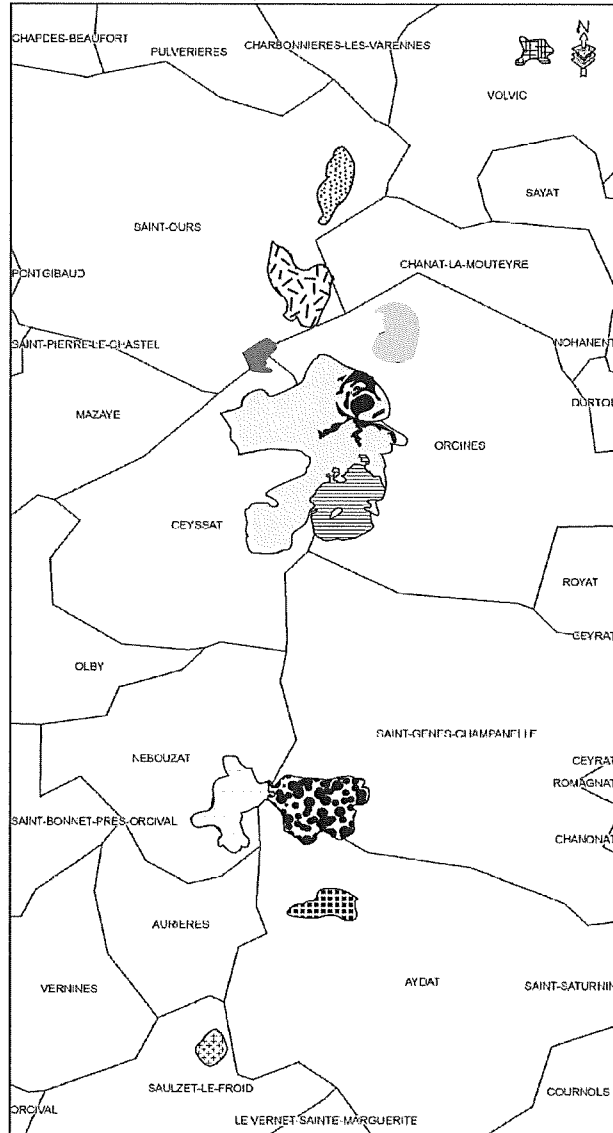 N
CHAPDES-BEAUFORT
PULVERIERES
CHARBONNIERES-LES-VARENNES
VOLVIC
SAYAT
SAINT-OURS
CHANAT-LA-MOUTEYRE
PONTGIBAUD
SAINT-PIERRE-LE-CHASTEL
NOHANENT
DURTOL
MAZAYE
ORCINES
CEYSSAT
ROYAT
CEYRAT
OLBY
SAINT-GENES-CHAMPANELLE
NEBOUZAT
CEYRAT
ROMAGNAT
SAINT-BONNET-PRES-ORCIVAL
CHANONAT
AURIERES
AYDAT
VERNINES
SAINT-SATURNIN
SAULZET-LE-FROID
COURNOLS
ORCIVAL
LE VERNET-SAINTE-MARGUERITE